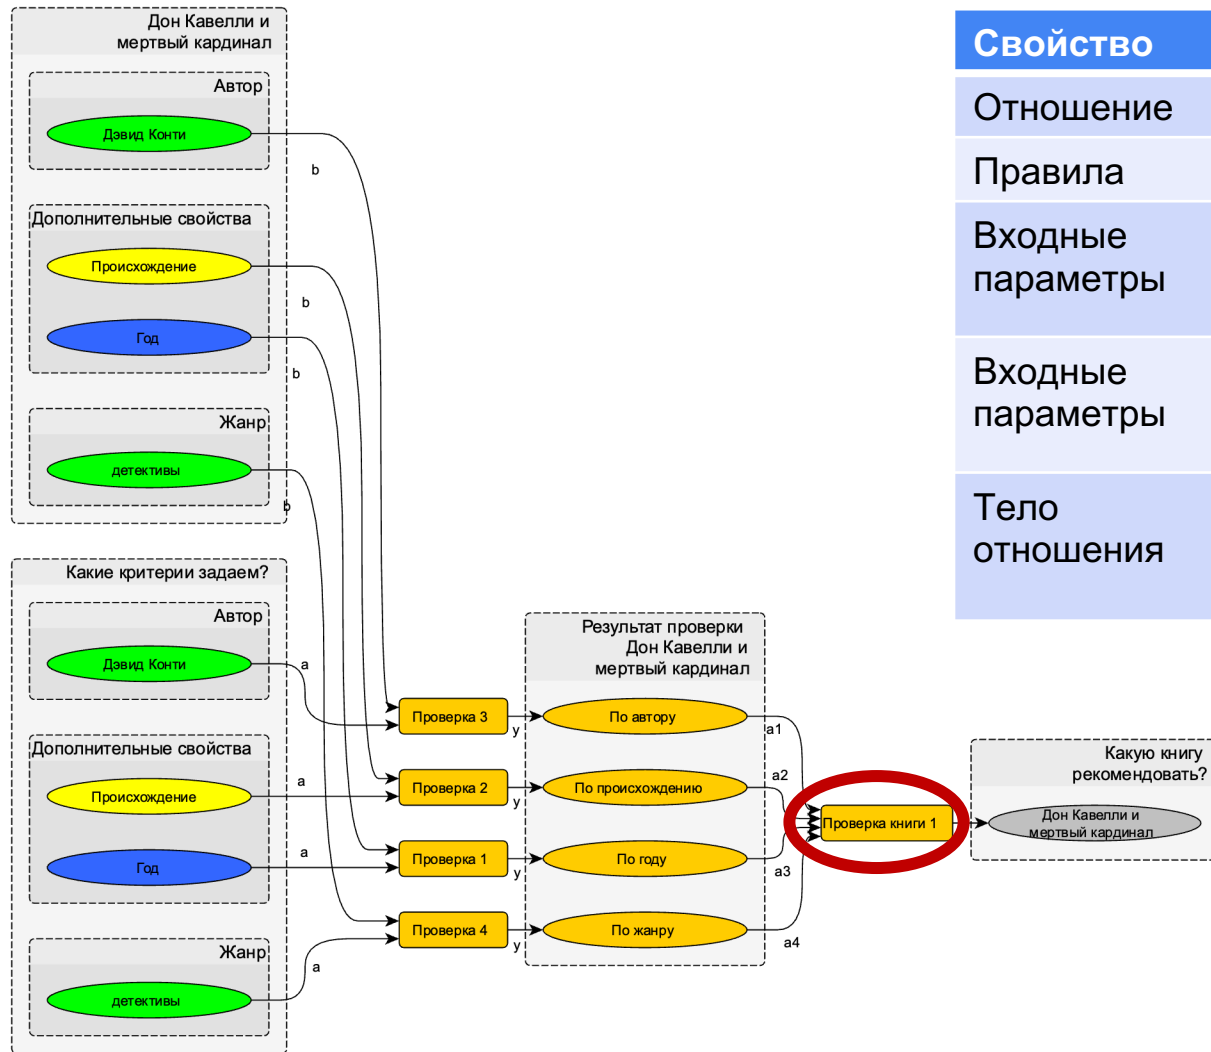 Дон Кавелли и
мертвый кардинал
Автор
Дэвид Конти
b
Дополнительные свойства
Происхождение
b
Год
b
Жанр
детективы
b
Какие критерии задаем?
Автор
Дэвид Конти
a
Дополнительные свойства
Происхождение
a
Год
a
Жанр
детективы
a
Проверка 3
y
Проверка 2
y
Проверка 1
y
Проверка 4
y
Результат проверки
Дон Кавелли и
мертвый кардинал
По автору
a1
По происхождению
a2
По году
a3
По жанру
a4
Проверка книги 1
Какую книгу
рекомендовать?
Дон Кавелли и
мертвый кардинал
Свойство
Отношение
Правила
Входные
параметры
Входные
параметры
Тело
отношения